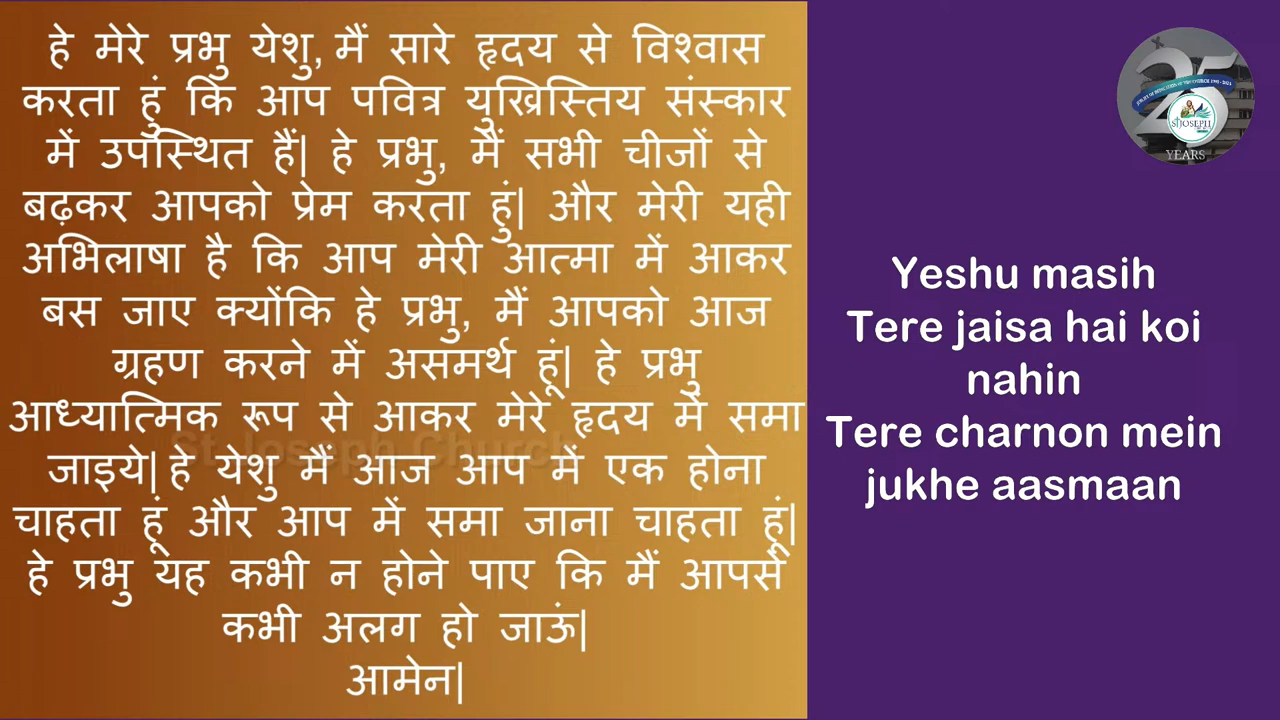 हे मेरे प्रभु येशु, मैं सारे हृदय से विश्वास
करता हुं कि आप पवित्र युख्रिस्तिय संस्कार
में उपस्थित हैं| हे प्रभु, मैं सभी चीजों से
बढ़कर आपको प्रेम करता हुं| और मेरी यही
अभिलाषा है कि आप मेरी आत्मा में आकर
बस जाए क्योंकि हे प्रभु, मैं आपको आज
ग्रहण करने में असमर्थ हूं| हे प्रभु
आध्यात्मिक रूप से आकर मेरे हृदय में समा
जाइये| हे येशु मैं आज आप में एक होना
चाहता हूं और आप में समा जाना चाहता हूं|
हे प्रभु यह कभी न होने पाए कि मैं आपसे
कभी अलग हो जाऊं|
आमेन|
St Joseph Church
25
ST JOSEPH
YEARS
Yeshu masih
Tere jaisa hai koi
nahin
Tere charnon mein
jukhe aasmaan